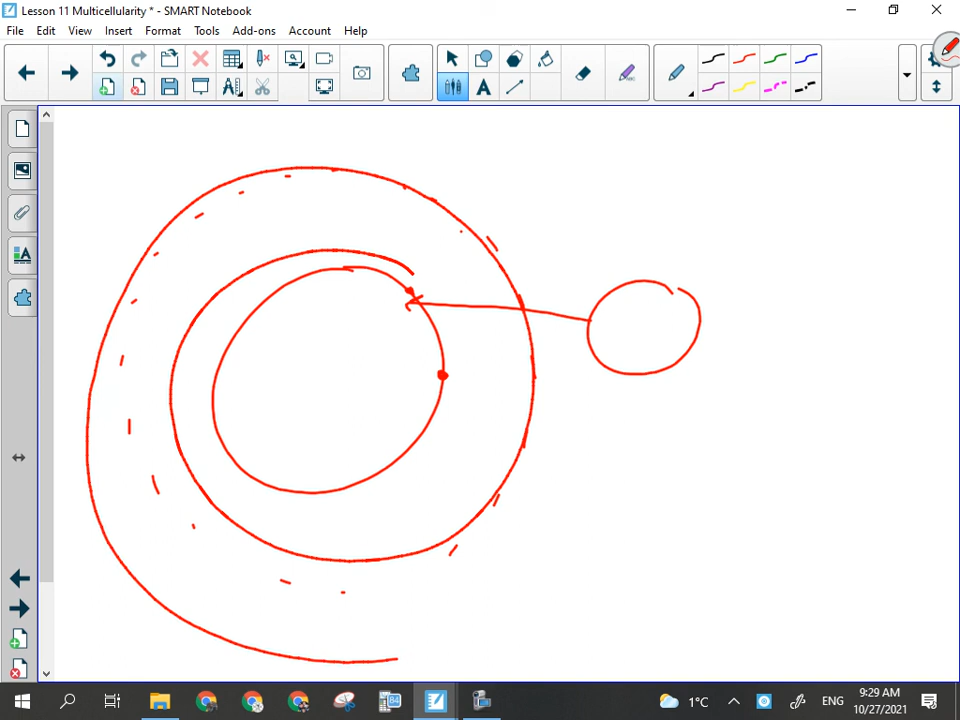 Lesson 11 Multicellularity * - SMART Notebook
File Edit View Insert Format Tools Add-ons Account Help
A
A
1°C
ENG
9:29 AM
10/27/2021